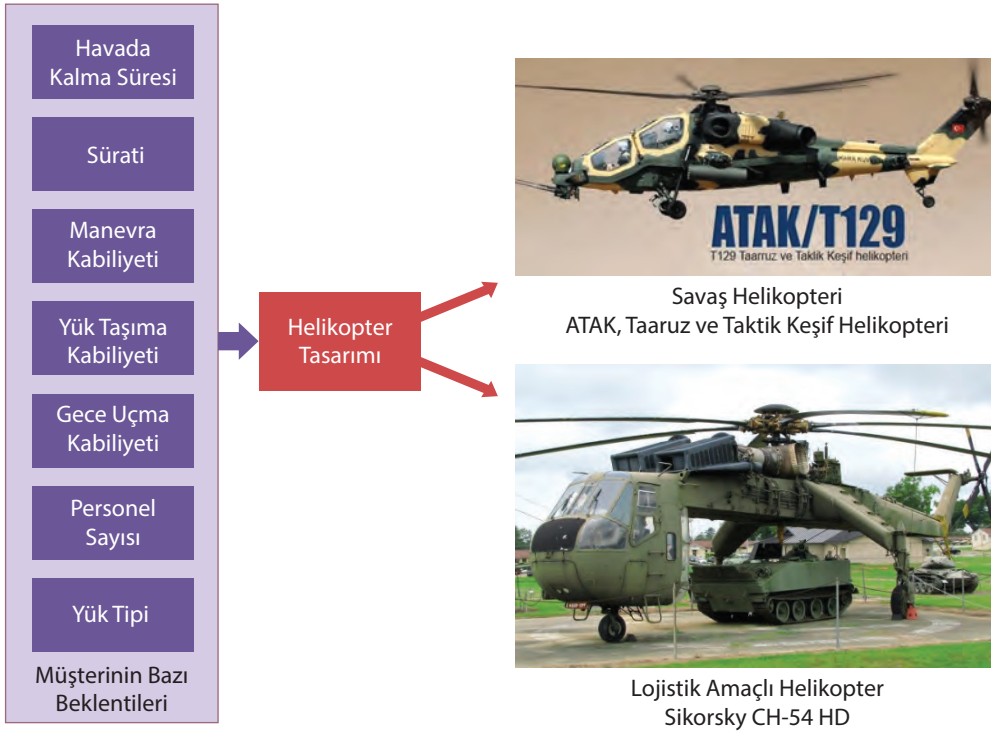 Havada
Kalma Süresi
Sürati
Manevra
Kabiliyeti
Yük Taşıma
Kabiliyeti
Gece Uçma
Kabiliyeti
Personel
Sayısı
Yük Tipi
Müşterinin Bazı
Beklentileri
Helikopter
Tasarımı
ATAK/T129
T129 Taarruz ve Taklik Keşif helikopteri
Savaş Helikopteri
ATAK, Taaruz ve Taktik Keşif Helikopteri
Lojistik Amaçlı Helikopter
Sikorsky CH-54 HD